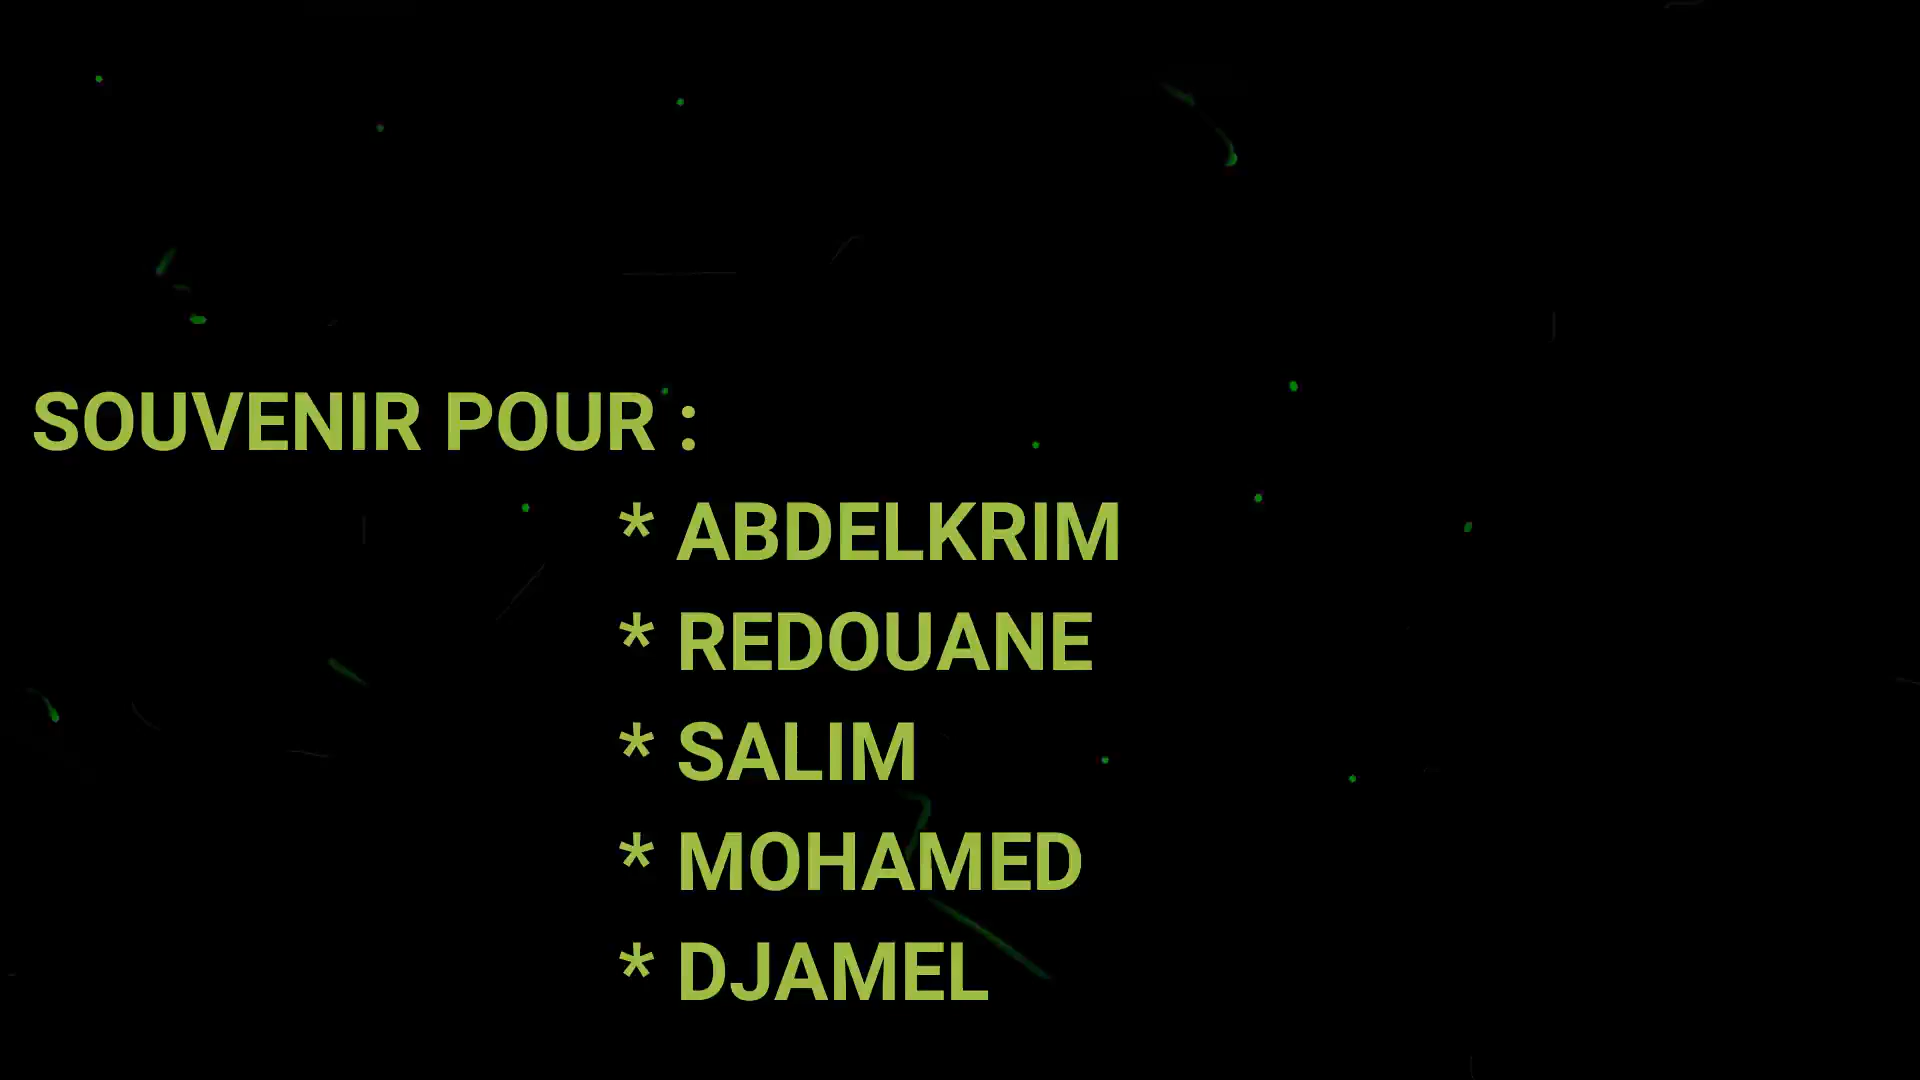 SOUVENIR POUR :
* ABDELKRIM
* REDOUANE
* SALIM
* MOHAMED
* DJAMEL